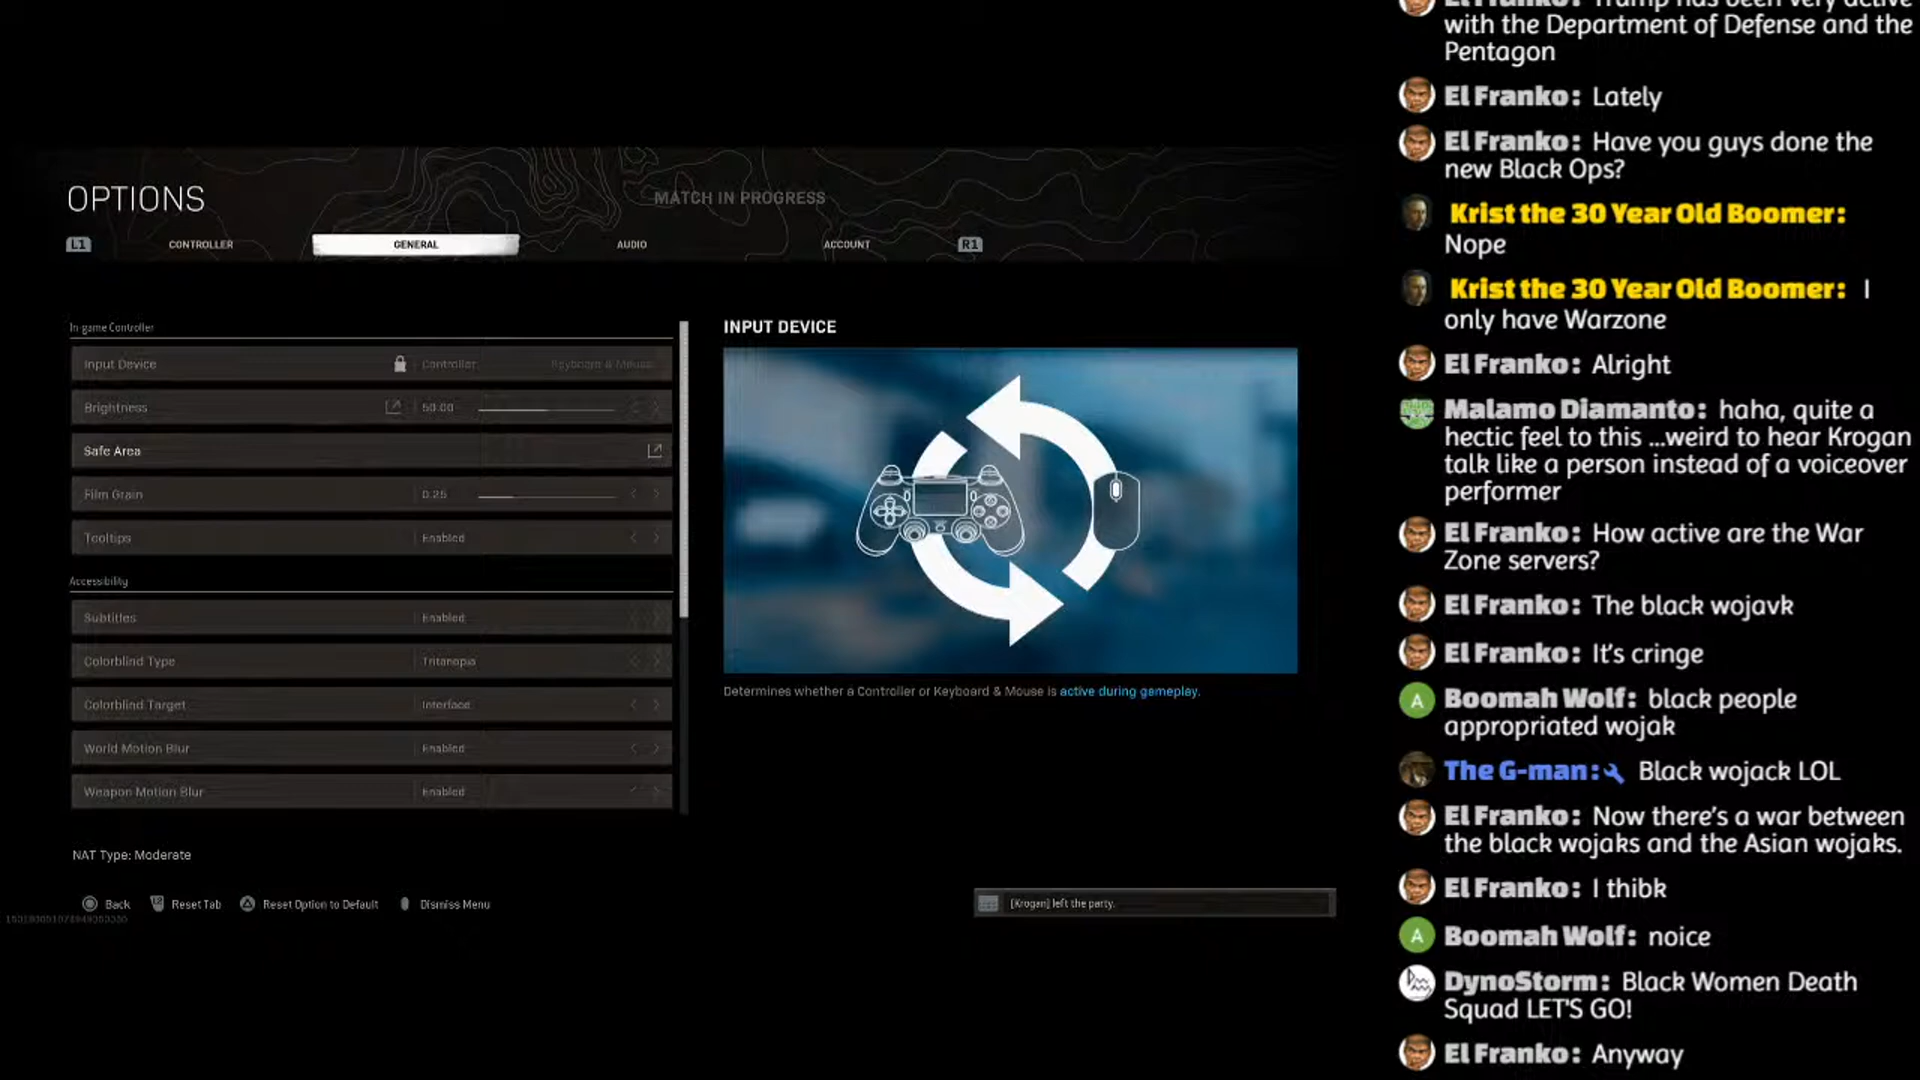 OPTIONS
MATCH IN PROGRESS
L1
CONTROLLER
GENERAL
AUDIO
ACCOUNT
R1
In-game Controller
Input Device
Controller
Keyboard & Mouse
Brightness
50.00
Safe Area
Film Grain
0.25
Tooltips
Enabled
Accessibility
Subtitles
Enabled
Colorblind Type
Tritanopia
Colorblind Target
Interface
World Motion Blur
Enabled
Weapon Motion Blur
Enabled
NAT Type: Moderate
Back
Reset Tab
Reset Option to Default
Dismiss Menu
INPUT DEVICE
Determines whether a Controller or Keyboard & Mouse is active during gameplay.
[Krogan] left the party.
El Franko: Trump has been very active
with the Department of Defense and the
Pentagon
El Franko: Lately
El Franko: Have you guys done the
new Black Ops?
Krist the 30 Year Old Boomer:
Nope
Krist the 30 Year Old Boomer: I
only have Warzone
El Franko: Alright
Malamo Diamanto: haha, quite a
hectic feel to this ...weird to hear Krogan
talk like a person instead of a voiceover
performer
El Franko: How active are the War
Zone servers?
El Franko: The black wojavk
El Franko: It's cringe
A Boomah Wolf: black people
appropriated wojak
The G-man: Black wojack LOL
El Franko: Now there's a war between
the black wojaks and the Asian wojaks.
El Franko: I thibk
A Boomah Wolf: noice
DynoStorm: Black Women Death
Squad LET'S GO!
El Franko: Anyway